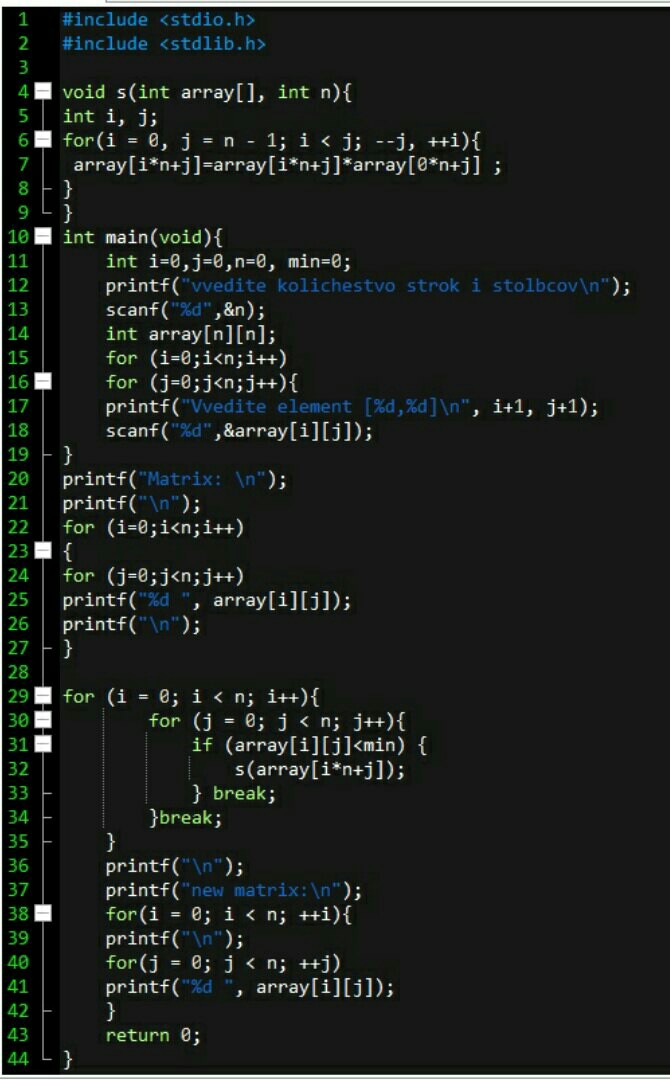 1 #include <stdio.h>
2 #include <stdlib.h>
3
4 void s(int array[], int n){
5 int i, j;
6 for(i = 0, j = n - 1; i < j; --j, ++i){
7 array[i*n+j]=array[i*n+j]*array[0*n+j] ;
8 }
9 }
10 int main(void){
11 int i=0,j=0,n=0, min=0;
12 printf("vvedite kolichestvo strok i stolbcov\n");
13 scanf("%d",&n);
14 int array[n][n];
15 for (i=0;i<n;i++)
16 for (j=0;j<n;j++){
17 printf("Vvedite element [%d,%d]\n", i+1, j+1);
18 scanf("%d",&array[i][j]);
19 }
20 printf("Matrix: \n");
21 printf("\n");
22 for (i=0;i<n;i++)
23 {
24 for (j=0;j<n;j++)
25 printf("%d ", array[i][j]);
26 printf("\n");
27 }
28
29 for (i = 0; i < n; i++){
30 for (j = 0; j < n; j++){
31 if (array[i][j]<min) {
32 s(array[i*n+j]);
33 } break;
34 }break;
35 }
36 printf("\n");
37 printf("new matrix:\n");
38 for(i = 0; i < n; ++i){
39 printf("\n");
40 for(j = 0; j < n; ++j)
41 printf("%d ", array[i][j]);
42 }
43 return 0;
44 }